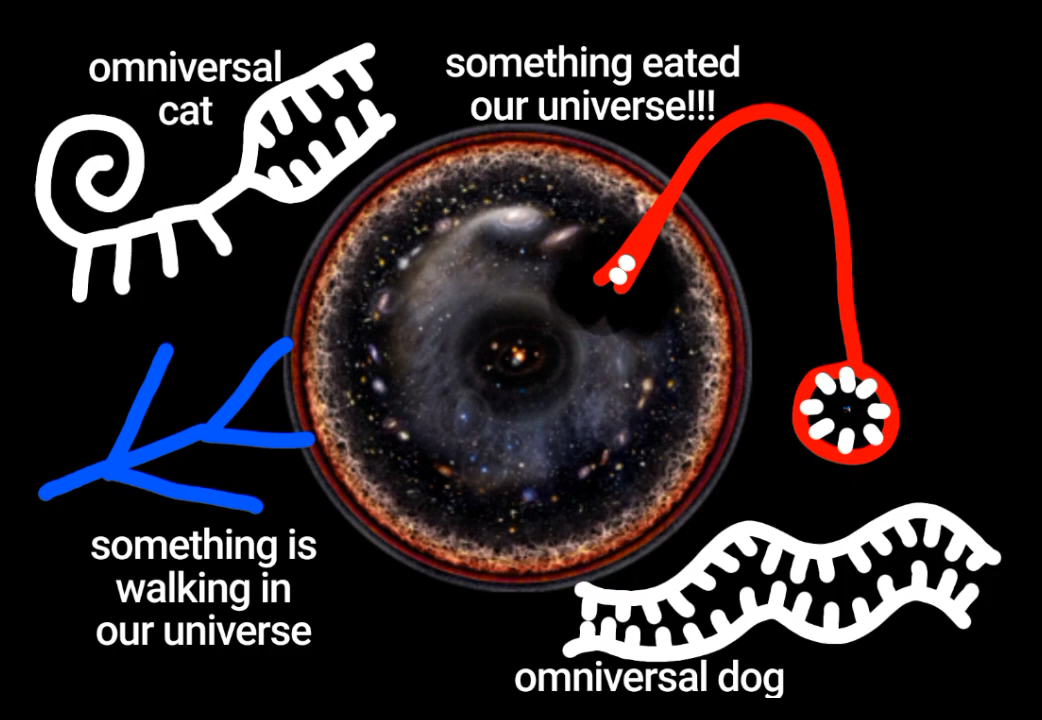 omniversal
cat
something eated
our universe!!!
something is
walking in
our universe
omniversal dog